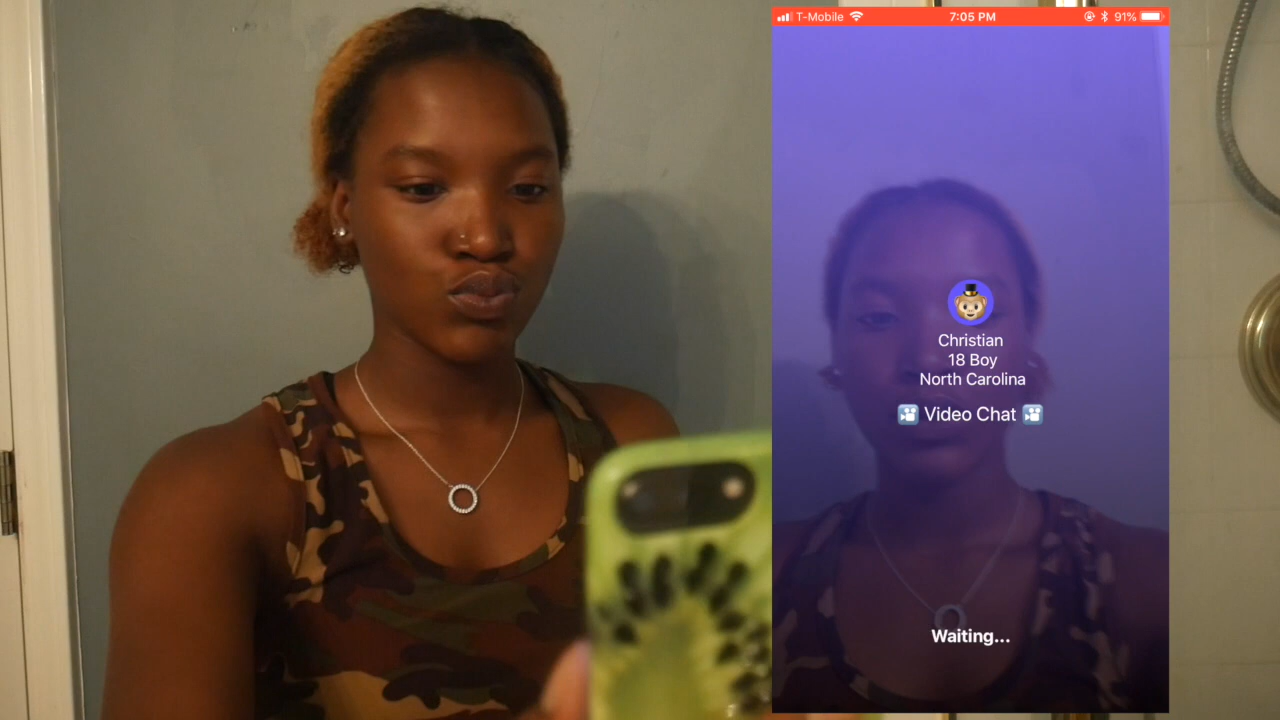 T-Mobile 7:05 PM 91%
Christian
18 Boy
North Carolina
Video Chat
Waiting...